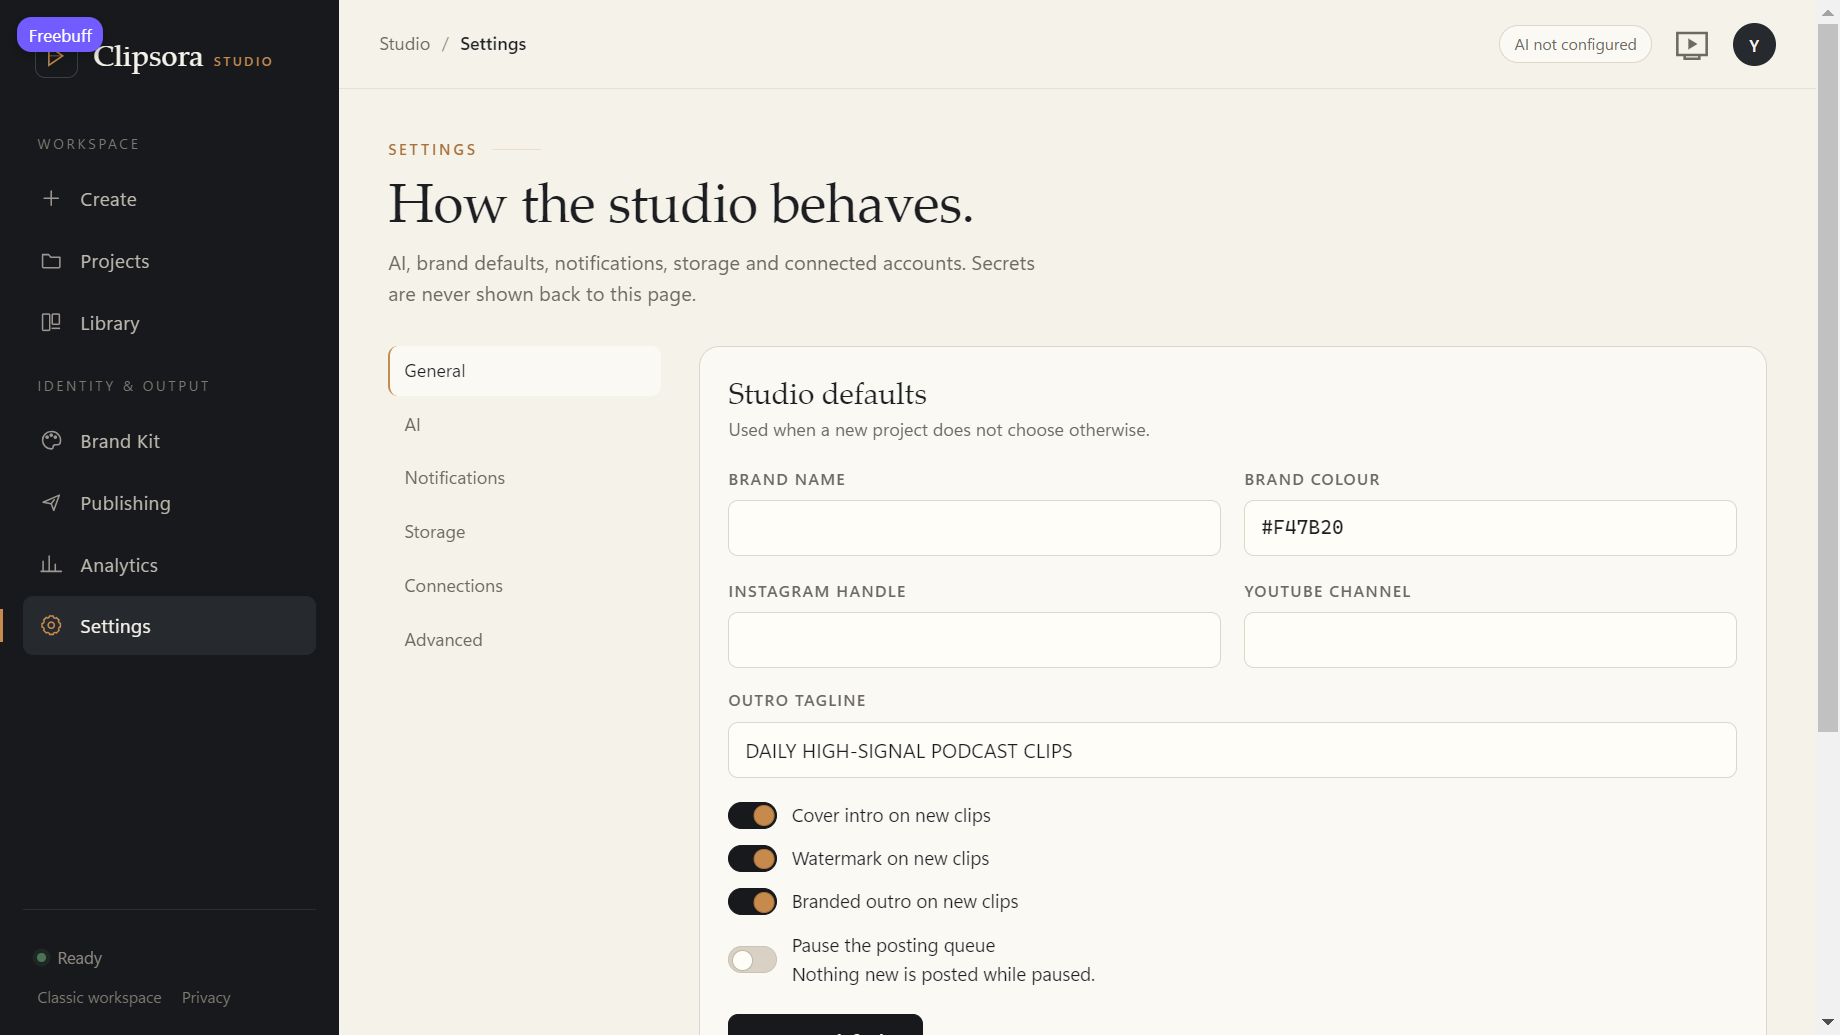 Freebuff
Clipsora STUDIO
WORKSPACE
Create
Projects
Library
IDENTITY & OUTPUT
Brand Kit
Publishing
Analytics
Settings
Ready
Classic workspace Privacy
Studio / Settings
AI not configured
Y
SETTINGS
How the studio behaves.
AI, brand defaults, notifications, storage and connected accounts. Secrets
are never shown back to this page.
General
AI
Notifications
Storage
Connections
Advanced
Studio defaults
Used when a new project does not choose otherwise.
BRAND NAME
BRAND COLOUR
#F47B20
INSTAGRAM HANDLE
YOUTUBE CHANNEL
OUTRO TAGLINE
DAILY HIGH-SIGNAL PODCAST CLIPS
Cover intro on new clips
Watermark on new clips
Branded outro on new clips
Pause the posting queue
Nothing new is posted while paused.